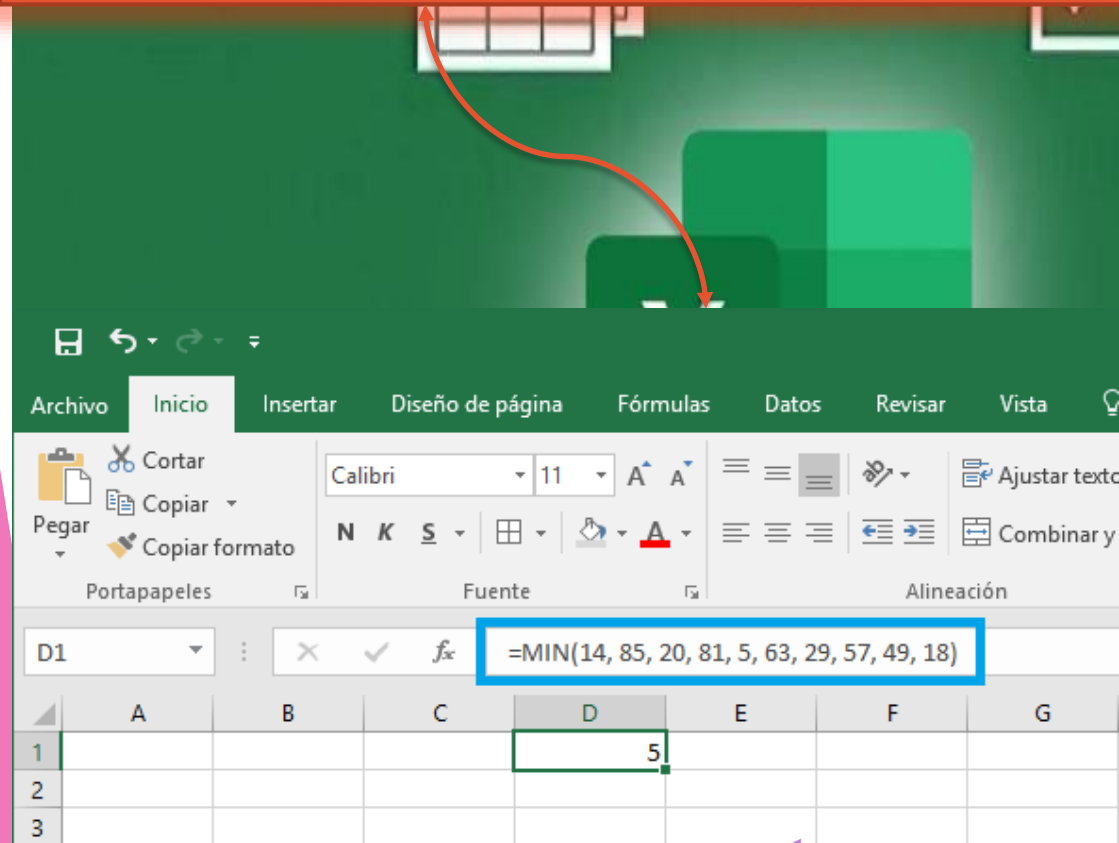 Archivo Inicio Insertar Diseño de página Fórmulas Datos Revisar Vista
Cortar
Copiar
Copiar formato
Pegar
Portapapeles
Calibri 11 A A
N K S A
Fuente
Ajustar texto
Combinar y
Alineación
D1 fx =MIN(14, 85, 20, 81, 5, 63, 29, 57, 49, 18)
A B C D E F G
1 5
2
3